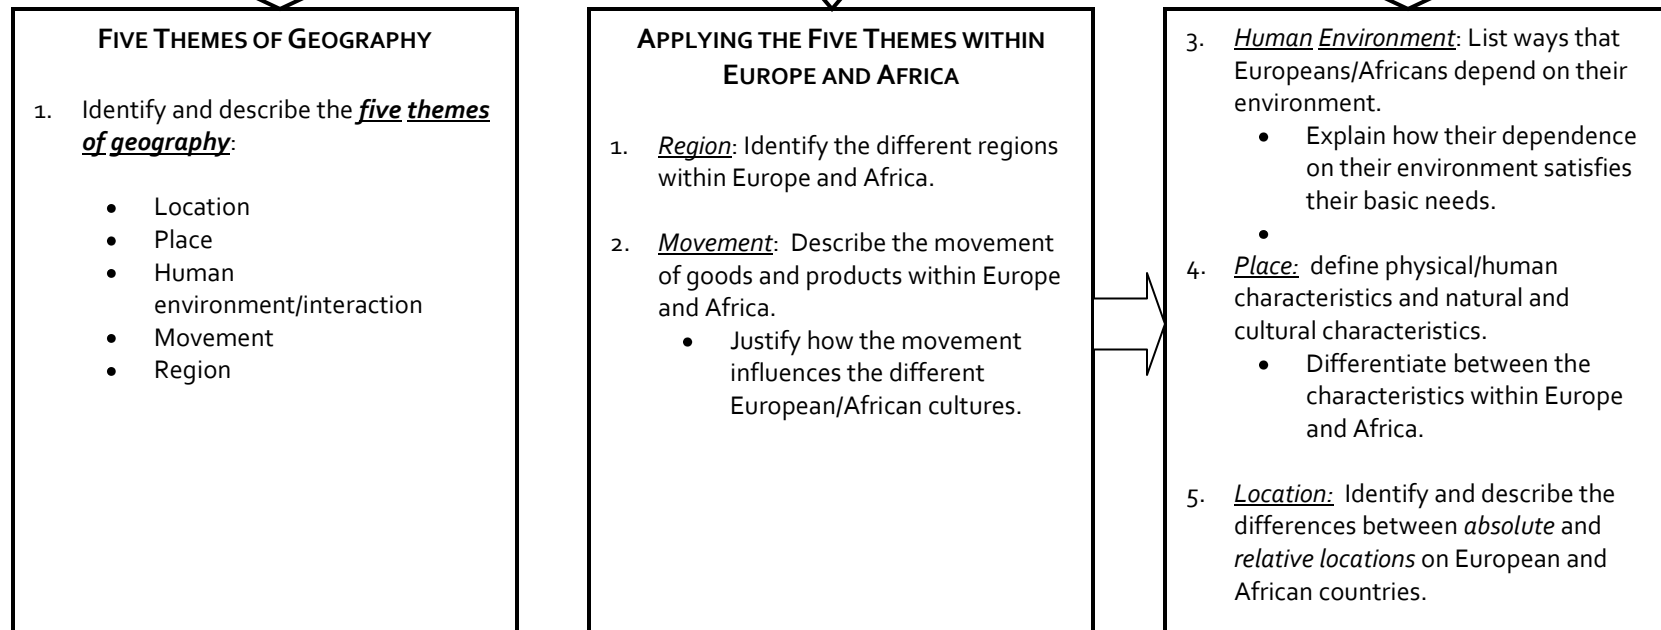 FIVE THEMES OF GEOGRAPHY
1. Identify and describe the five themes
of geography:
• Location
• Place
• Human
environment/interaction
• Movement
• Region
APPLYING THE FIVE THEMES WITHIN
EUROPE AND AFRICA
1. Region: Identify the different regions
within Europe and Africa.
2. Movement: Describe the movement
of goods and products within Europe
and Africa.
• Justify how the movement
influences the different
European/African cultures.
3. Human Environment: List ways that
Europeans/Africans depend on their
environment.
• Explain how their dependence
on their environment satisfies
their basic needs.
•
4. Place: define physical/human
characteristics and natural and
cultural characteristics.
• Differentiate between the
characteristics within Europe
and Africa.
5. Location: Identify and describe the
differences between absolute and
relative locations on European and
African countries.